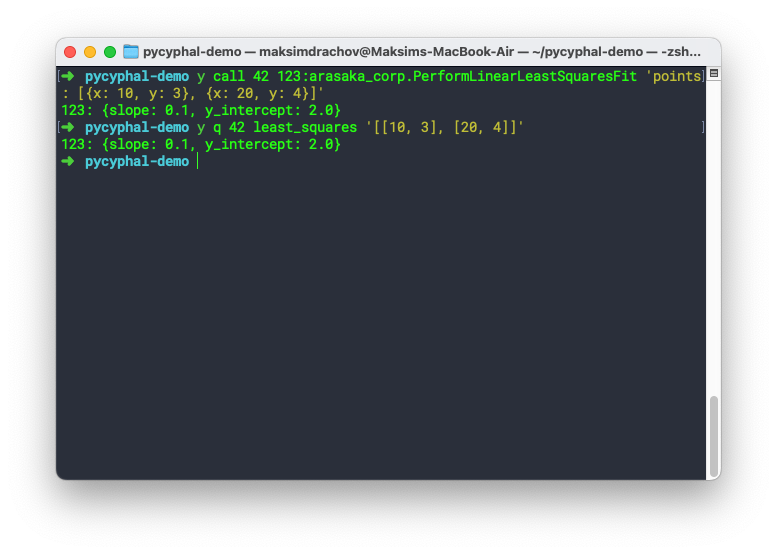 pycyphal-demo — maksimdrachov@Maksims-MacBook-Air — ~/pycyphal-demo — -zsh...
[➜  pycyphal-demo y call 42 123:arasaka_corp.PerformLinearLeastSquaresFit 'points]
: [{x: 10, y: 3}, {x: 20, y: 4}]'
123: {slope: 0.1, y_intercept: 2.0}
[➜  pycyphal-demo y q 42 least_squares '[[10, 3], [20, 4]]' ]
123: {slope: 0.1, y_intercept: 2.0}
➜  pycyphal-demo